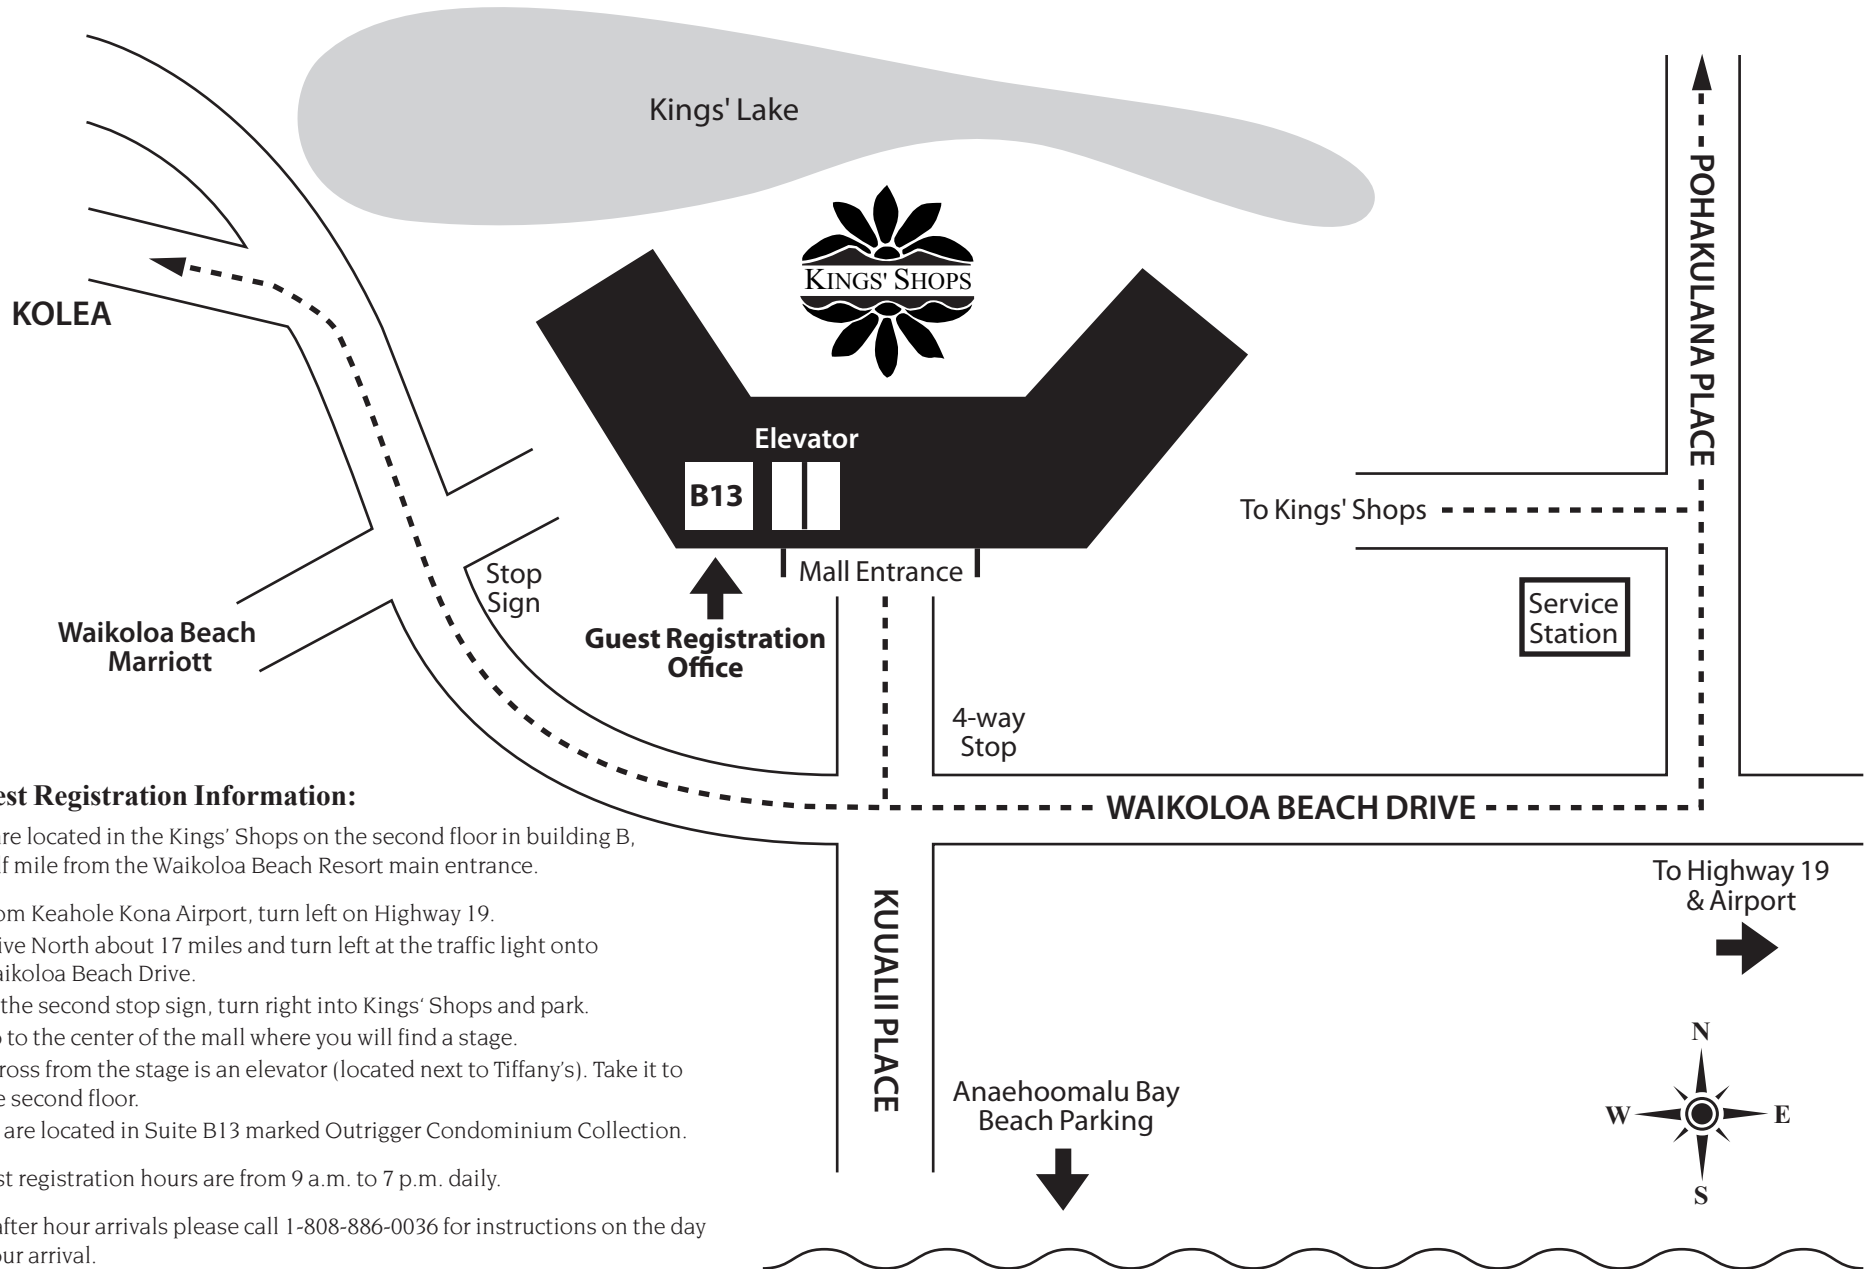 Kings' Lake
KINGS' SHOPS
POHAKULANA PLACE
KOLEA
Elevator
B13
To Kings' Shops
Mall Entrance
Stop
Sign
Service
Station
Waikoloa Beach
Marriott
Guest Registration
Office
4-way
Stop
WAIKOLOA BEACH DRIVE
est Registration Information:
are located in the Kings' Shops on the second floor in building B,
lf mile from the Waikoloa Beach Resort main entrance.
om Keahole Kona Airport, turn left on Highway 19.
ive North about 17 miles and turn left at the traffic light onto
aikoloa Beach Drive.
the second stop sign, turn right into Kings' Shops and park.
o to the center of the mall where you will find a stage.
ross from the stage is an elevator (located next to Tiffany's). Take it to
e second floor.
are located in Suite B13 marked Outrigger Condominium Collection.
st registration hours are from 9 a.m. to 7 p.m. daily.
after hour arrivals please call 1-808-886-0036 for instructions on the day
our arrival.
KUUALII PLACE
To Highway 19
& Airport
Anaehoomalu Bay
Beach Parking
N
W E
S